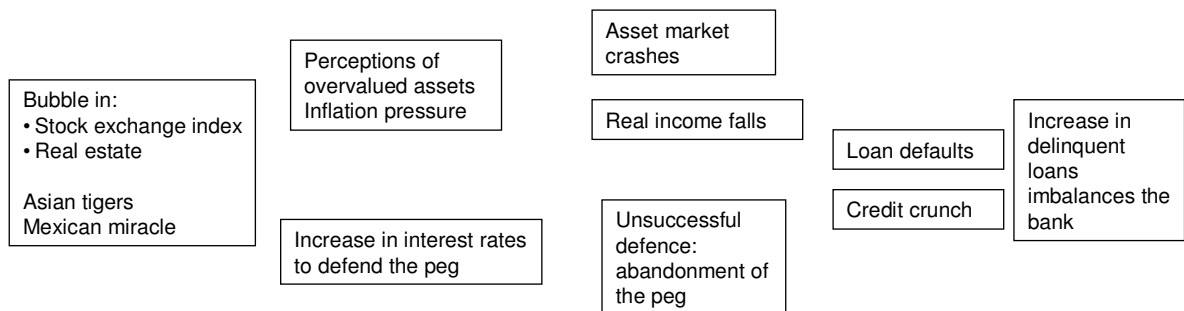 Bubble in:
• Stock exchange index
• Real estate
Asian tigers
Mexican miracle
Perceptions of
overvalued assets
Inflation pressure
Increase in interest rates
to defend the peg
Asset market
crashes
Real income falls
Unsuccessful
defence:
abandonment of
the peg
Loan defaults
Credit crunch
Increase in
delinquent
loans
imbalances the
bank